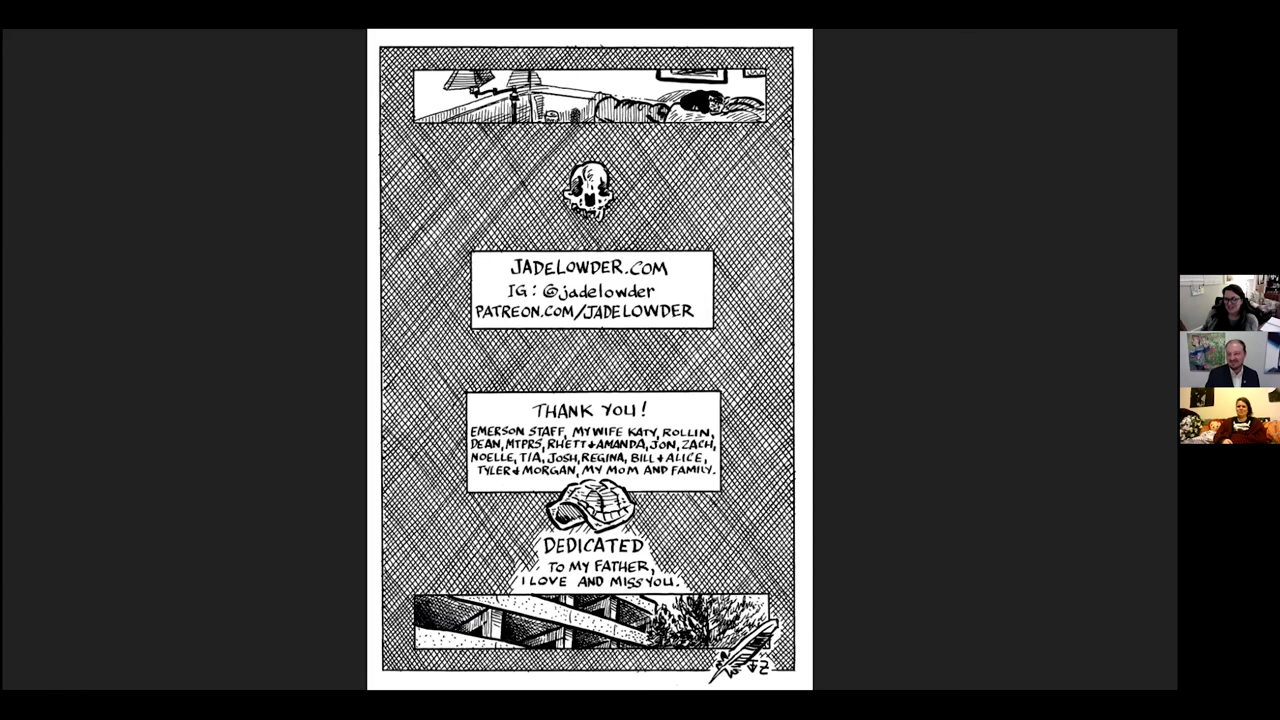 JADELOWDER.COM
IG: @jadelowder
PATREON.COM/JADELOWDER
THANK YOU!
EMERSON STAFF, MY WIFE KATY, ROLLIN,
DEAN, MTPRS, RHETT + AMANDA, JON, ZACH,
NOELLE, TIA, JOSH, REGINA, BILL + ALICE,
TYLER + MORGAN, MY MOM AND FAMILY.
DEDICATED
TO MY FATHER,
I LOVE AND MISS YOU.